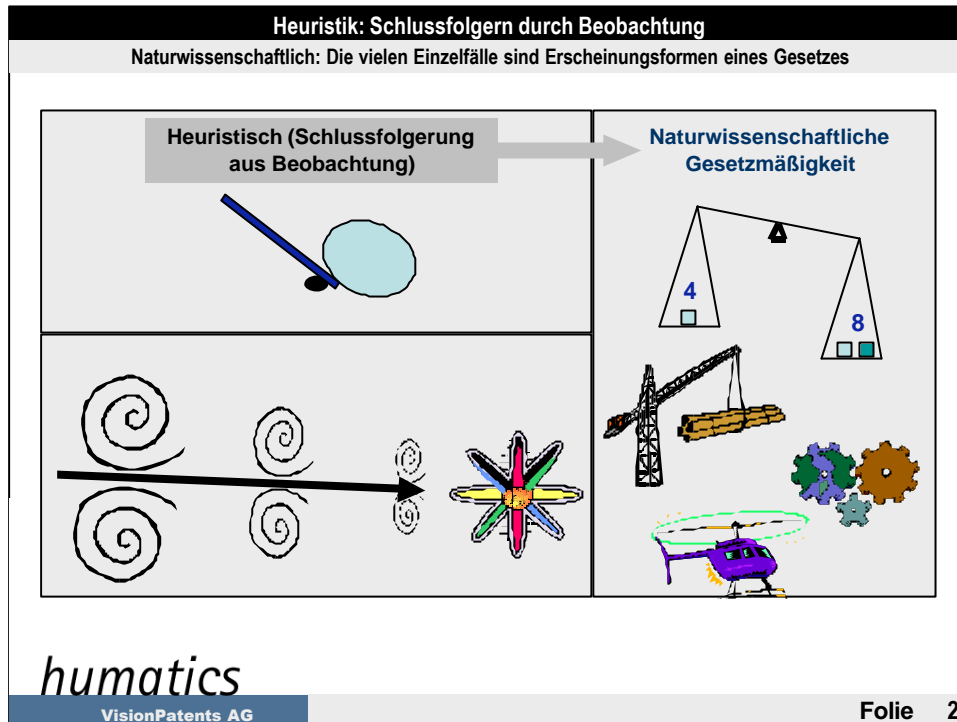 Heuristik: Schlussfolgern durch Beobachtung
Naturwissenschaftlich: Die vielen Einzelfälle sind Erscheinungsformen eines Gesetzes
Heuristisch (Schlussfolgerung
aus Beobachtung)
Naturwissenschaftliche
Gesetzmäßigkeit
4
8
humatics
VisionPatents AG
Folie 2